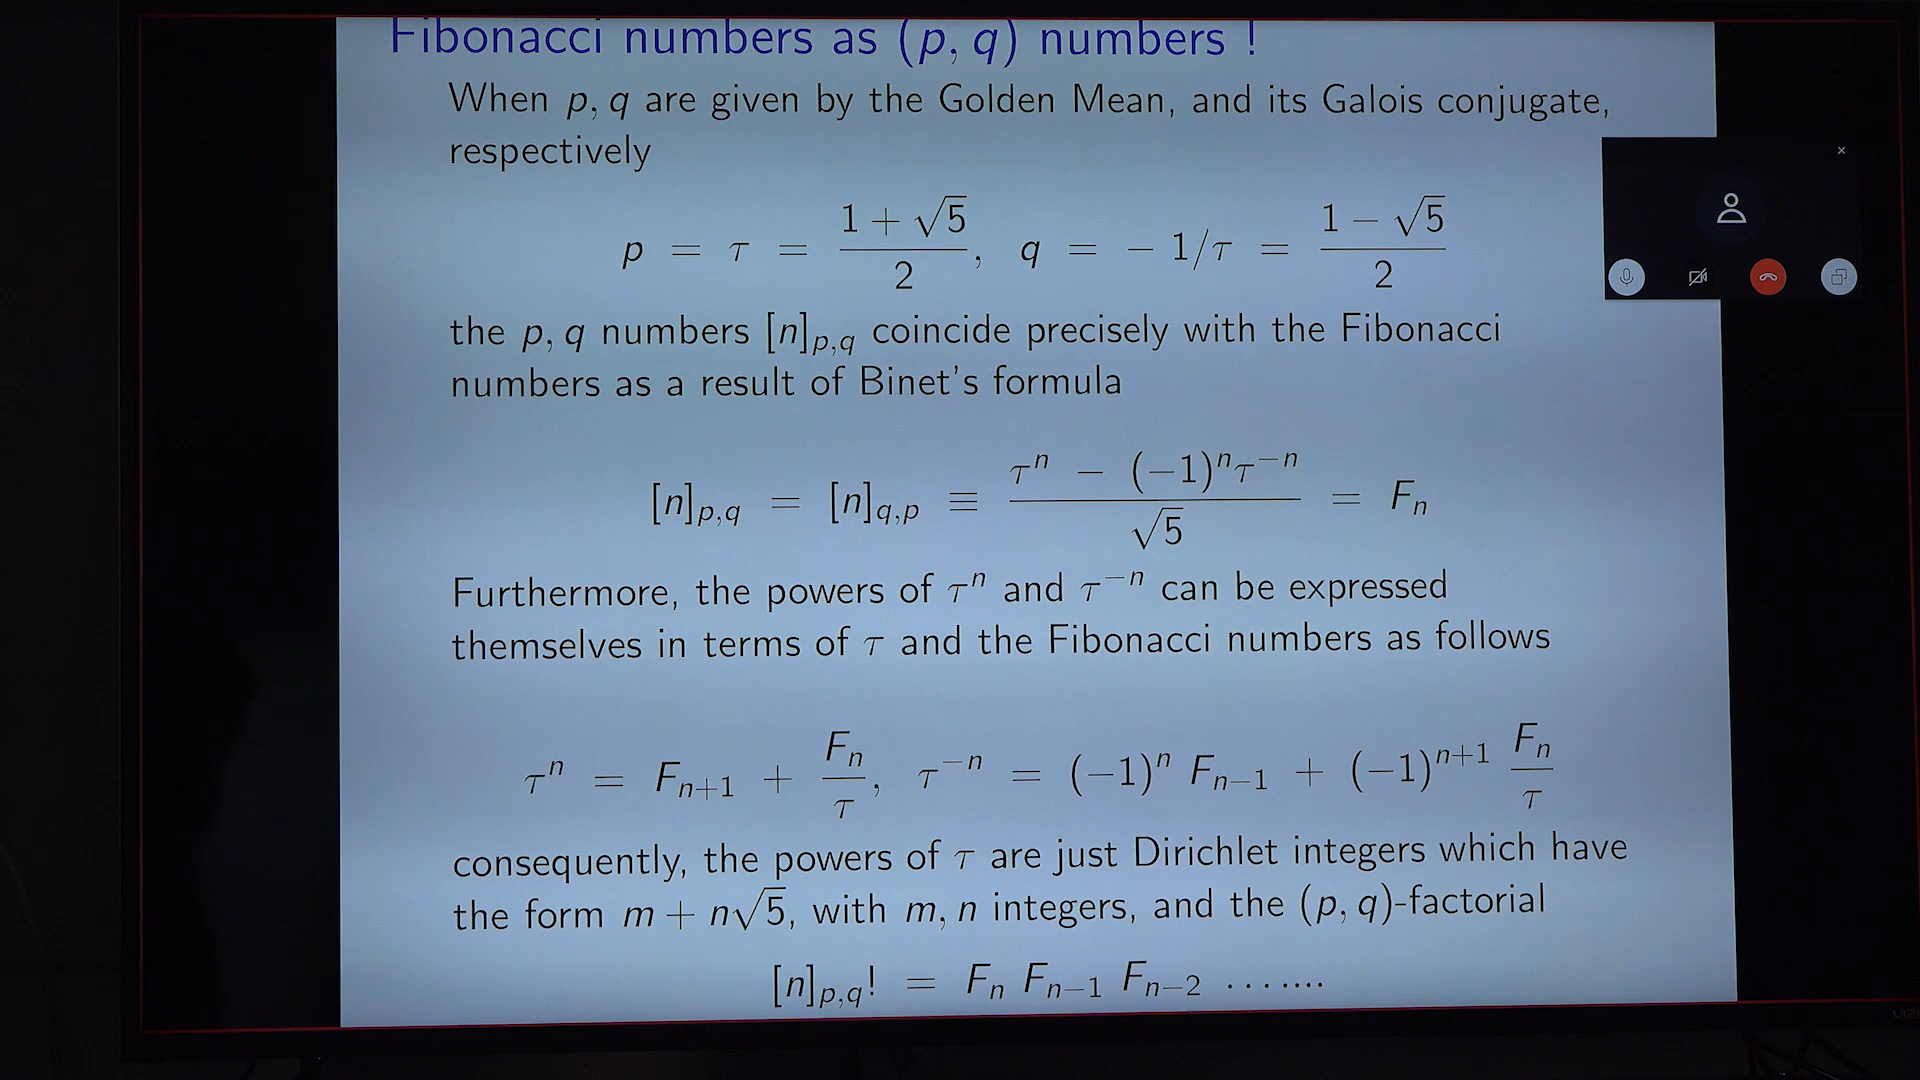 Fibonacci numbers as (p, q) numbers !
When p, q are given by the Golden Mean, and its Galois conjugate,
respectively
p = τ = (1 + √5)/2, q = − 1/τ = (1 − √5)/2
the p, q numbers [n]_{p,q} coincide precisely with the Fibonacci
numbers as a result of Binet's formula
[n]_{p,q} = [n]_{q,p} ≡ (τ^n − (−1)^n τ^{−n})/√5 = F_n
Furthermore, the powers of τ^n and τ^{−n} can be expressed
themselves in terms of τ and the Fibonacci numbers as follows
τ^n = F_{n+1} + F_n/τ, τ^{−n} = (−1)^n F_{n−1} + (−1)^{n+1} F_n/τ
consequently, the powers of τ are just Dirichlet integers which have
the form m + n√5, with m, n integers, and the (p, q)-factorial
[n]_{p,q}! = F_n F_{n−1} F_{n−2} .......